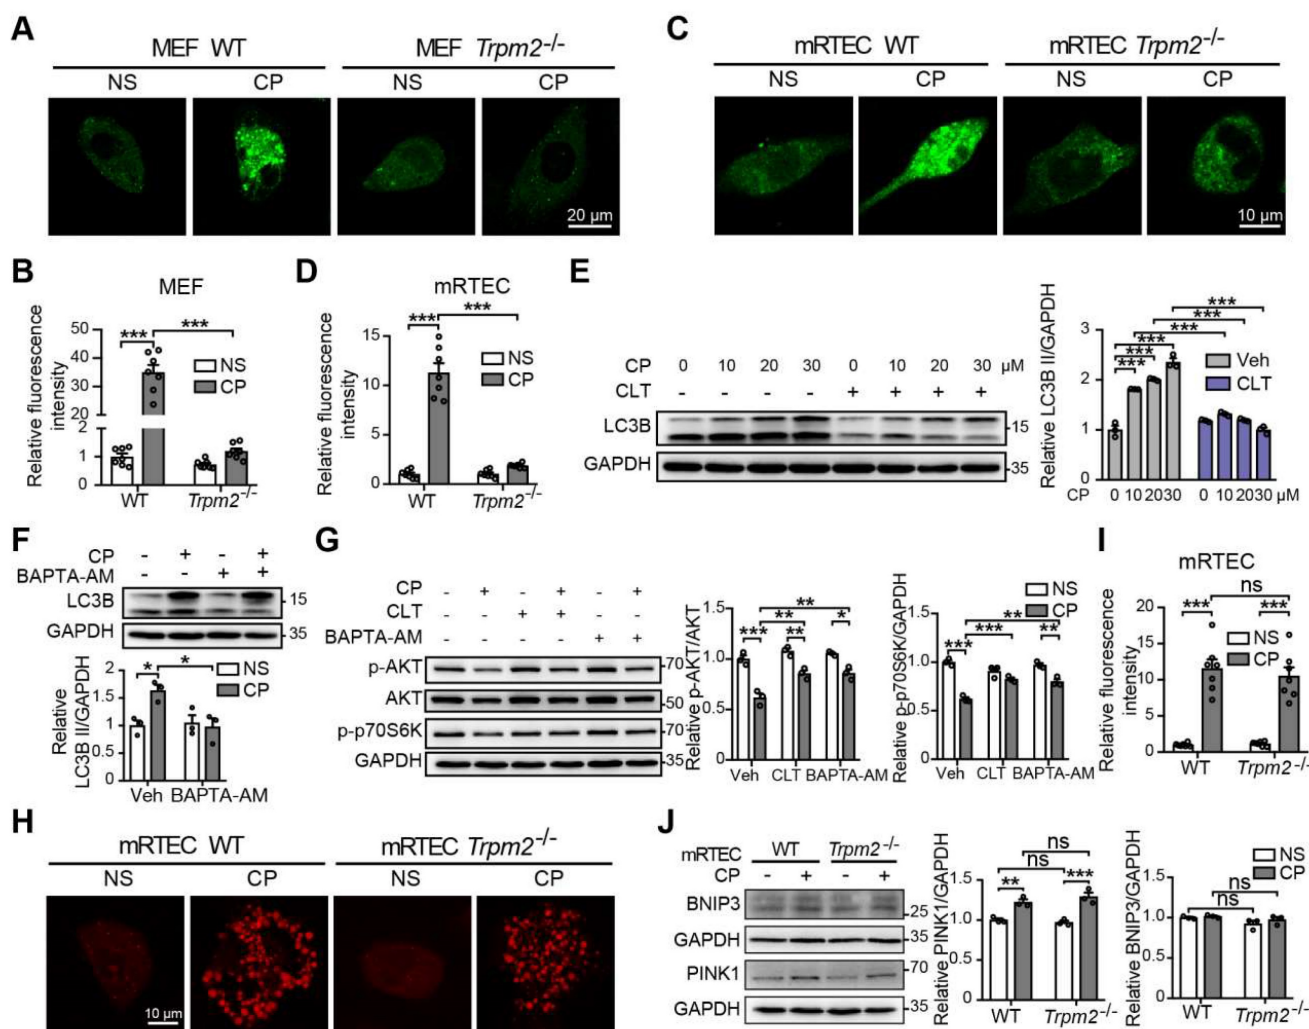 A
MEF WT
MEF Trpm2-/-
NS
CP
NS
CP
20 µm
C
mRTEC WT
mRTEC Trpm2-/-
NS
CP
NS
CP
10 µm
B
MEF
Relative fluorescence
intensity
50
40
30
20
2
1
0
***
***
NS
CP
WT
Trpm2-/-
D
mRTEC
Relative fluorescence
intensity
15
10
5
0
***
***
NS
CP
WT
Trpm2-/-
E
CP 0 10 20 30 0 10 20 30 µM
CLT - - - - + + + +
LC3B
15
GAPDH
35
Relative LC3B II/GAPDH
3
2
1
0
***
***
***
***
***
***
Veh
CLT
CP 0 10 20 30 0 10 20 30 µM
F
CP - + - +
BAPTA-AM - - + +
LC3B
15
GAPDH
35
Relative
LC3B II/GAPDH
2
1.5
1
0.5
0
*
*
NS
CP
Veh
BAPTA-AM
G
CP - + - + - +
CLT - - + + - -
BAPTA-AM - - - - + +
p-AKT
70
AKT
50
p-p70S6K
70
GAPDH
35
Relative p-AKT/AKT
1.5
1.0
0.5
0
**
**
***
**
*
Veh CLT BAPTA-AM
Relative p-p70S6K/GAPDH
1.5
1.0
0.5
0
**
***
***
**
NS
CP
Veh CLT BAPTA-AM
I
mRTEC
Relative fluorescence
intensity
20
15
10
5
0
ns
***
***
NS
CP
WT
Trpm2-/-
H
mRTEC WT
mRTEC Trpm2-/-
NS
CP
NS
CP
10 µm
J
mRTEC
WT
Trpm2-/-
CP - + - +
BNIP3
25
GAPDH
35
PINK1
70
GAPDH
35
Relative PINK1/GAPDH
1.5
1.0
0.5
0
ns
ns
**
***
WT
Trpm2-/-
Relative BNIP3/GAPDH
1.5
1.0
0.5
0
ns
ns
NS
CP
WT
Trpm2-/-